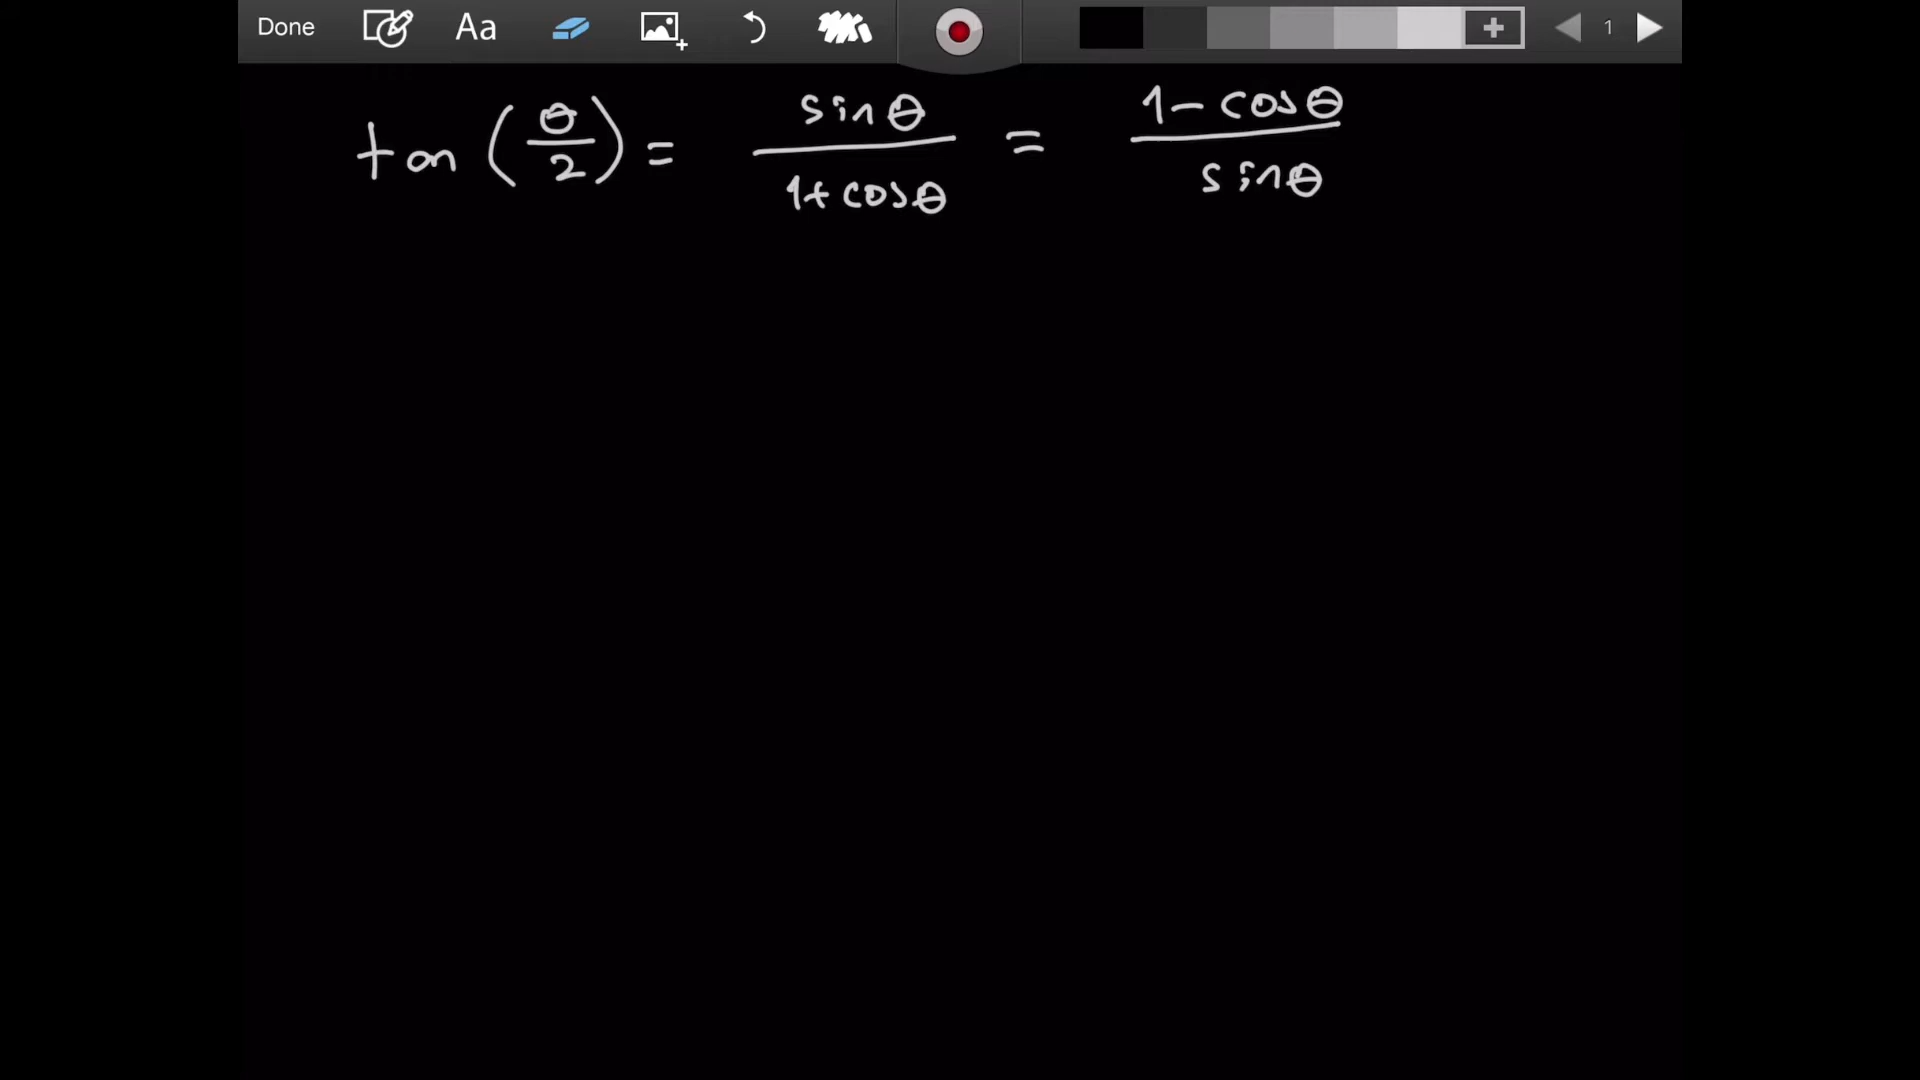 Done Aa 1
tan (θ/2) = sinθ/(1+cosθ) = (1-cosθ)/sinθ